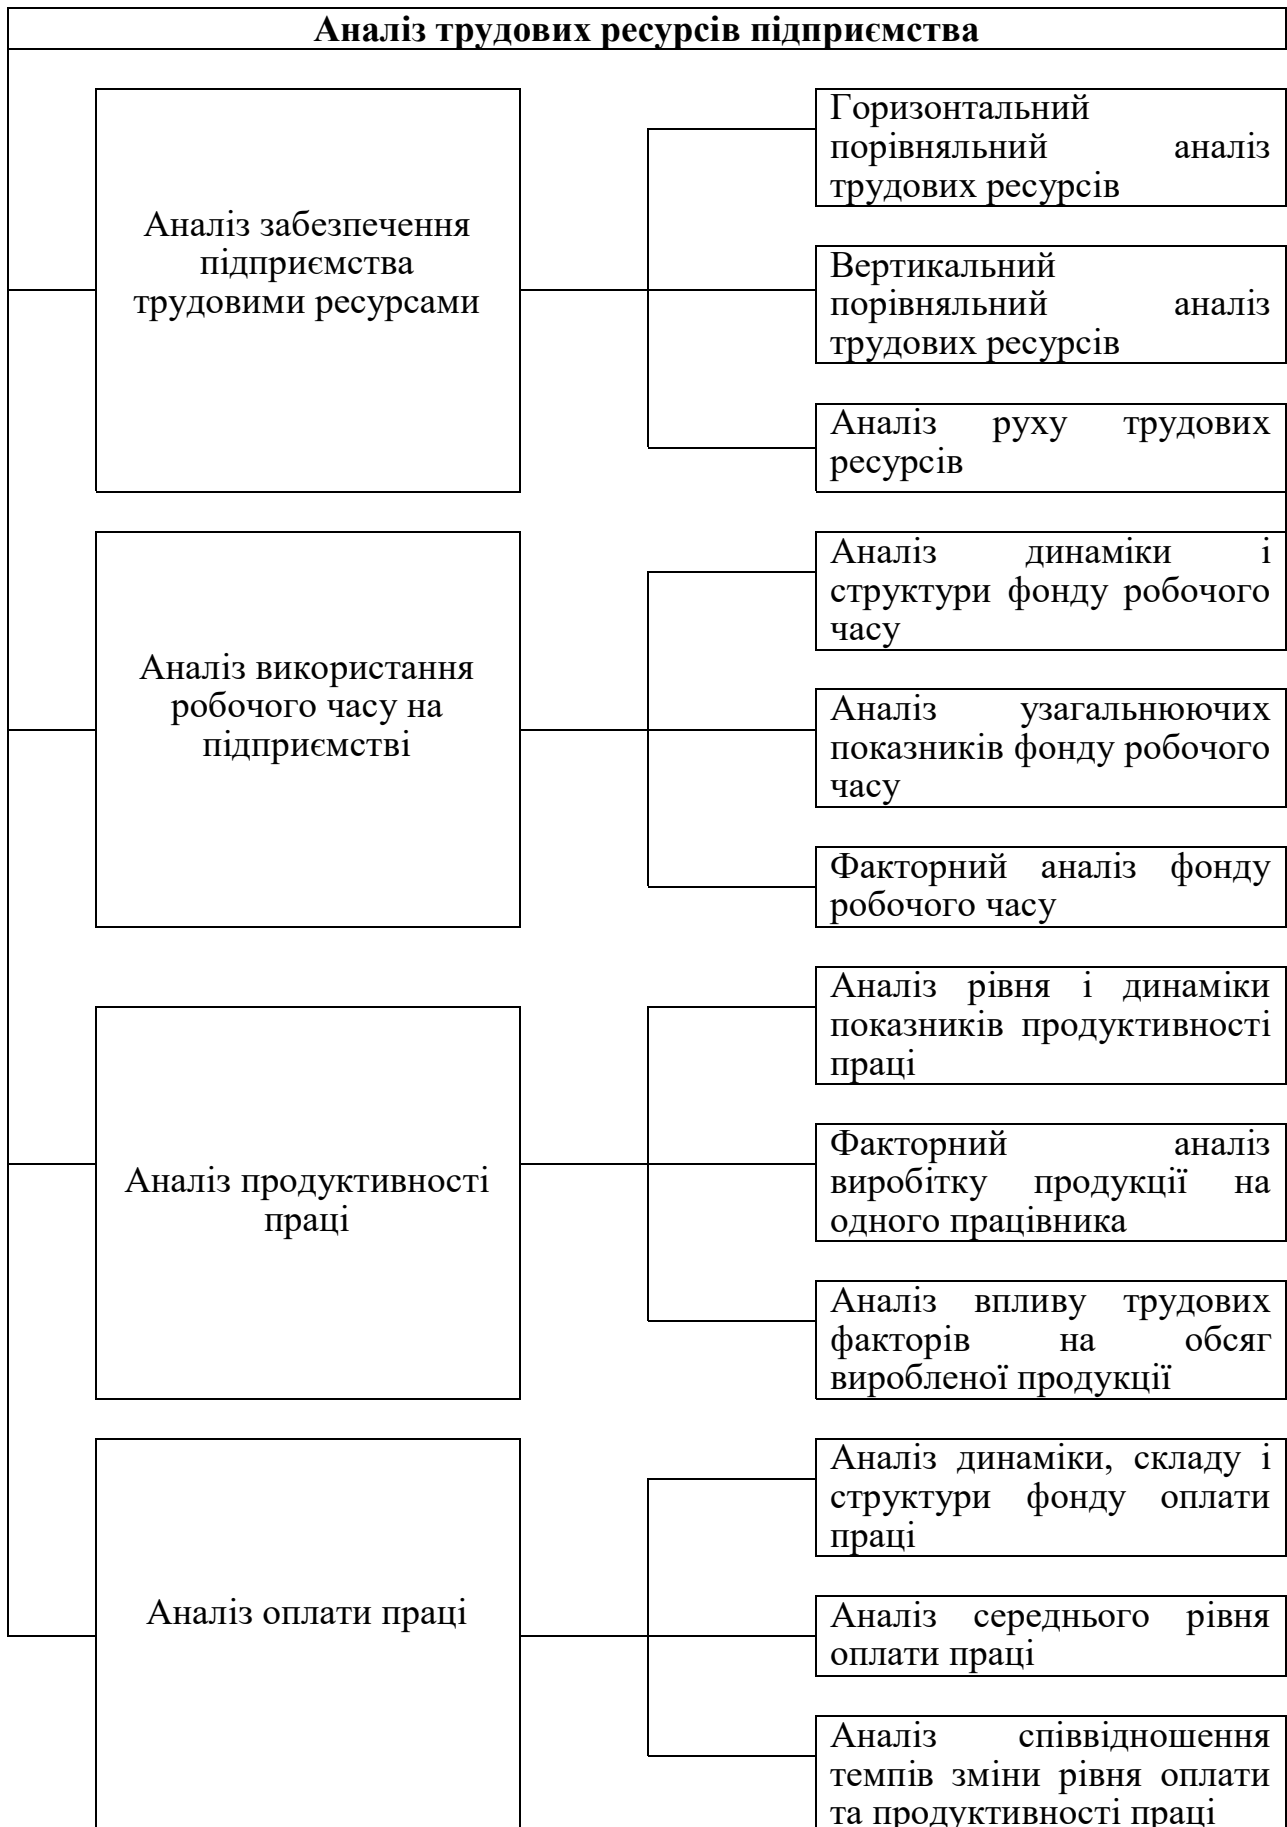 Аналіз трудових ресурсів підприємства
Аналіз забезпечення
підприємства
трудовими ресурсами
Горизонтальний
порівняльний аналіз
трудових ресурсів
Вертикальний
порівняльний аналіз
трудових ресурсів
Аналіз руху трудових
ресурсів
Аналіз використання
робочого часу на
підприємстві
Аналіз динаміки і
структури фонду робочого
часу
Аналіз узагальнюючих
показників фонду робочого
часу
Факторний аналіз фонду
робочого часу
Аналіз продуктивності
праці
Аналіз рівня і динаміки
показників продуктивності
праці
Факторний аналіз
виробітку продукції на
одного працівника
Аналіз впливу трудових
факторів на обсяг
виробленої продукції
Аналіз оплати праці
Аналіз динаміки, складу і
структури фонду оплати
праці
Аналіз середнього рівня
оплати праці
Аналіз співвідношення
темпів зміни рівня оплати
та продуктивності праці